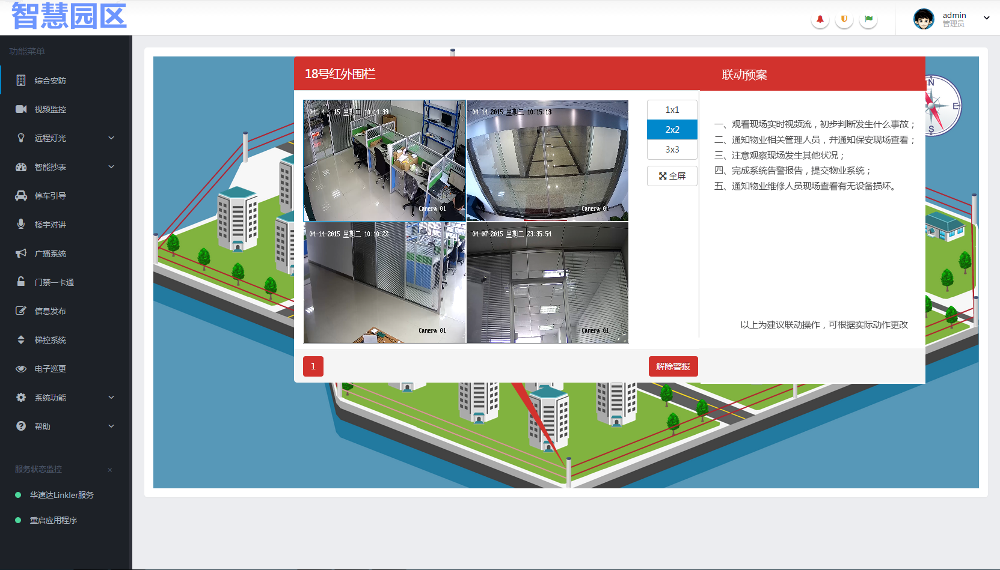 智慧园区
admin
管理员
功能菜单
综合安防
视频监控
远程灯光
智能抄表
停车引导
楼宇对讲
广播系统
门禁一卡通
信息发布
梯控系统
电子巡更
系统功能
帮助
服务状态监控 ×
华速达Linkler服务
重启应用程序
18号红外围栏
联动预案
04-14-2015 星期二 10:14:39
Camera 01
04-14-2015 星期二 10:15:13
Camera 01
04-14-2015 星期二 10:10:22
Camera 01
04-07-2015 星期二 23:35:54
Camera 01
1x1
2x2
3x3
全屏
一、观看现场实时视频流，初步判断发生什么事故；
二、通知物业相关管理人员，并通知保安现场查看；
三、注意观察现场发生其他状况；
四、完成系统告警报告，提交物业系统；
五、通知物业维修人员现场查看有无设备损坏。
以上为建议联动操作，可根据实际动作更改
1
解除警报
N
E
S